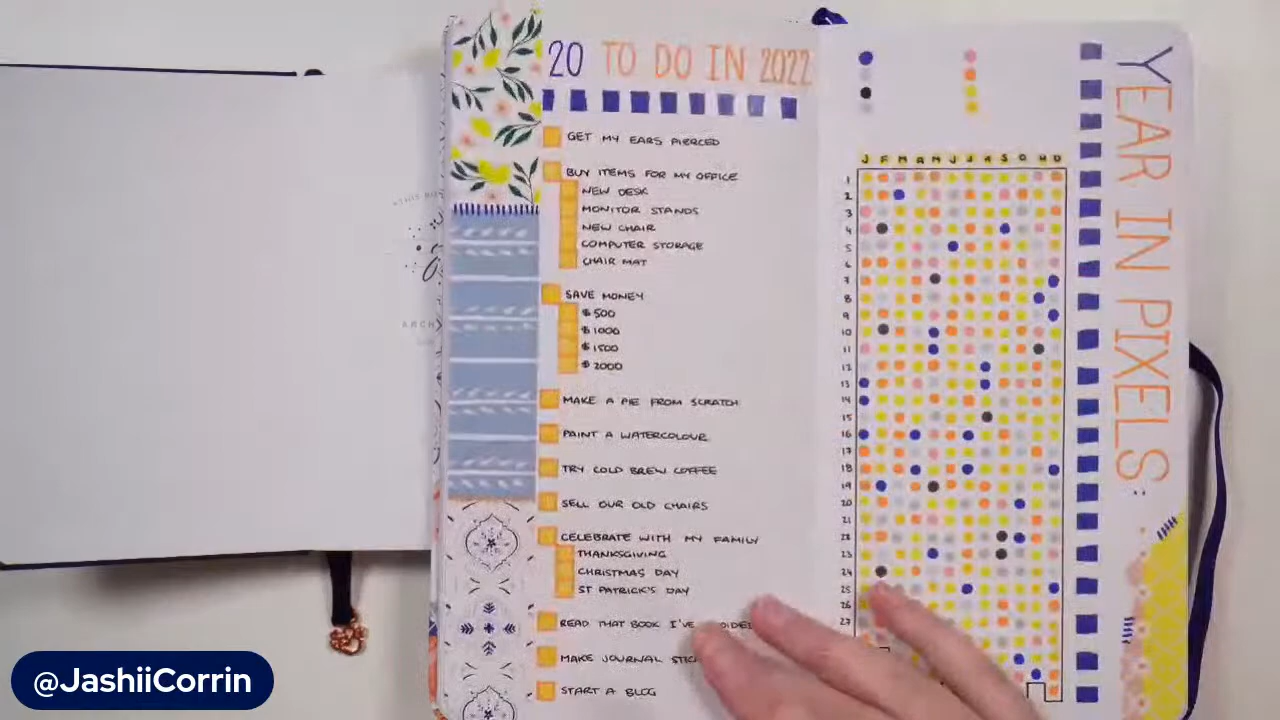 20 TO DO IN 2022
GET MY EARS PIERCED
BUY ITEMS FOR MY OFFICE
NEW DESK
MONITOR STANDS
NEW CHAIR
COMPUTER STORAGE
CHAIR MAT
SAVE MONEY
$500
$1000
$1500
$2000
MAKE A PIE FROM SCRATCH
PAINT A WATERCOLOUR
TRY COLD BREW COFFEE
SELL OUR OLD CHAIRS
CELEBRATE WITH MY FAMILY
THANKSGIVING
CHRISTMAS DAY
ST PATRICK'S DAY
READ THAT BOOK I'VE
MAKE JOURNAL
START A BLOG
YEAR IN PIXELS:
J F M A M J J A S O N D
1
2
3
4
5
6
7
8
9
10
11
12
13
14
15
16
17
18
19
20
21
22
23
24
25
26
27
@JashiiCorrin